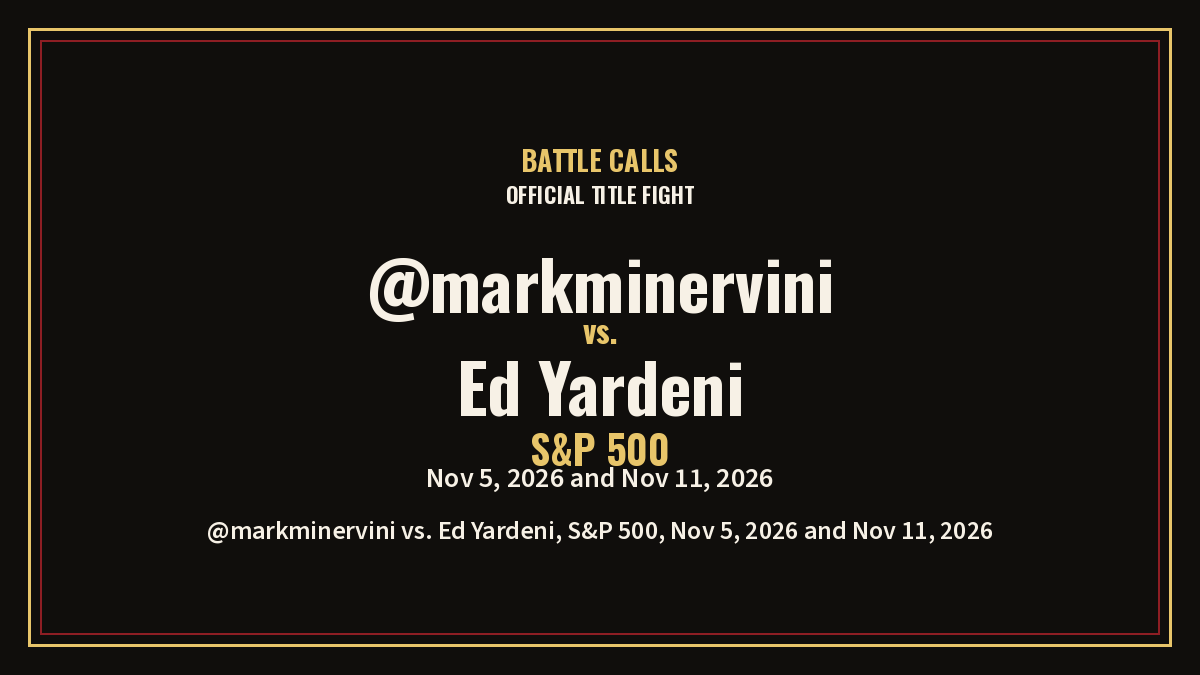 BATTLE CALLS
OFFICIAL TITLE FIGHT
@markminervini
vs.
Ed Yardeni
S&P 500
Nov 5, 2026 and Nov 11, 2026
@markminervini vs. Ed Yardeni, S&P 500, Nov 5, 2026 and Nov 11, 2026